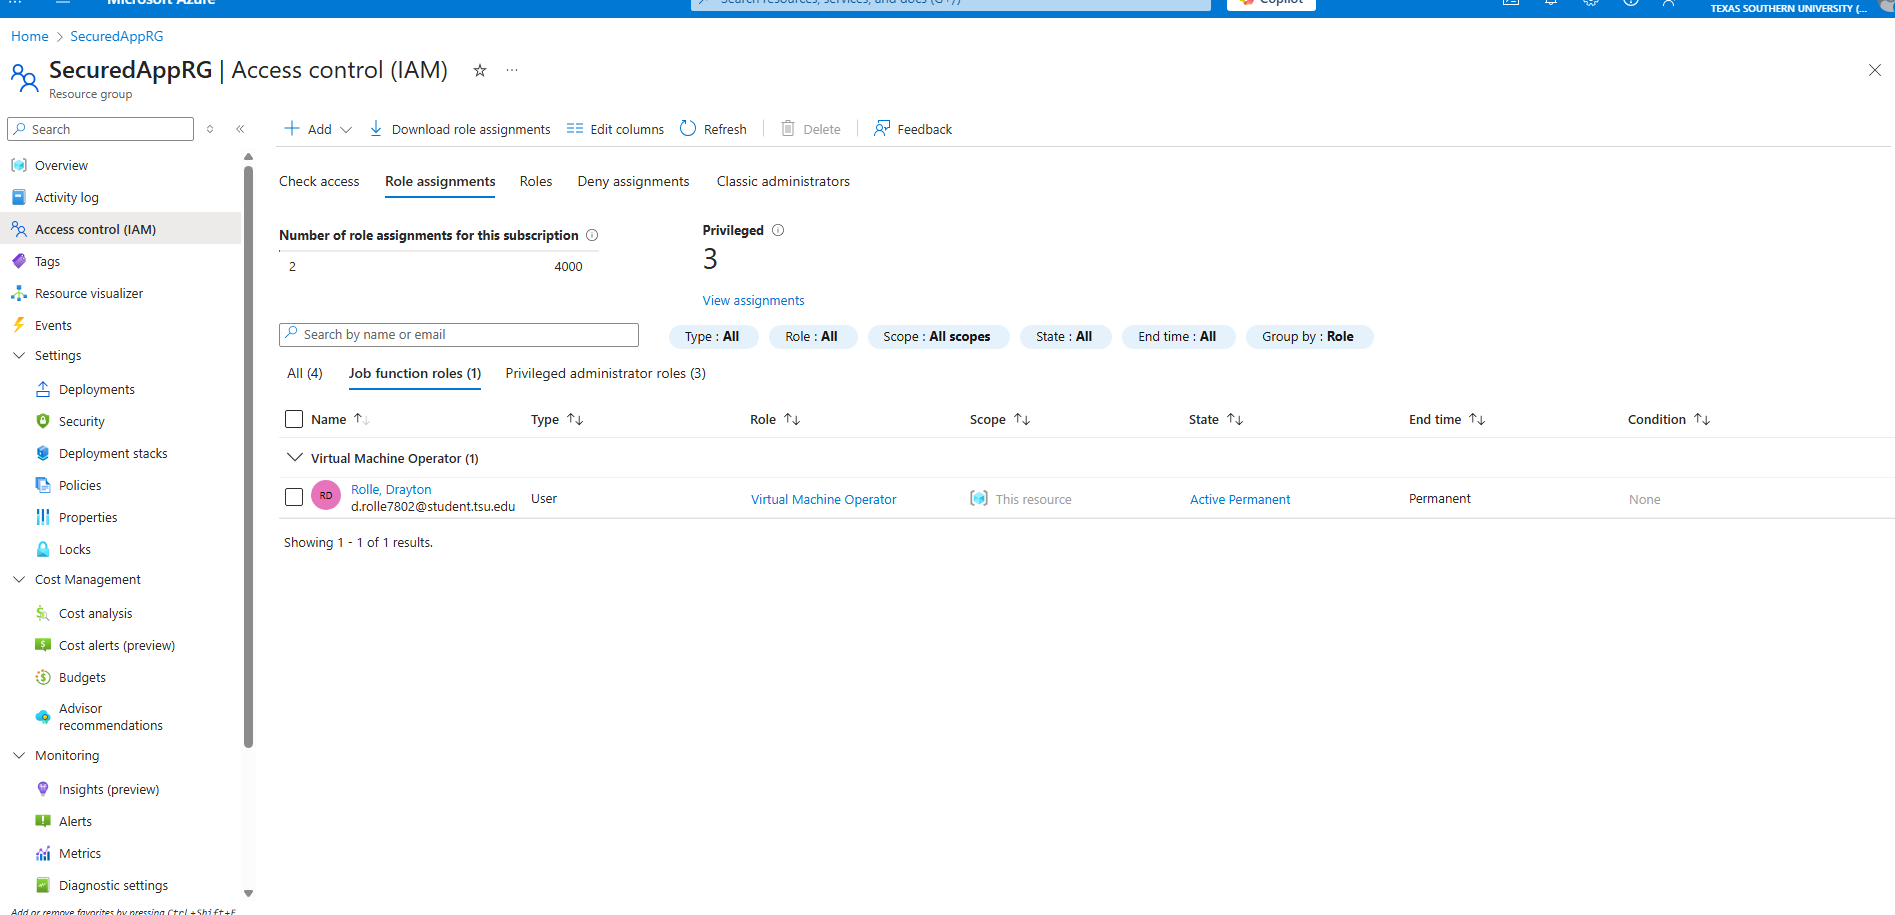 Microsoft Azure
Search resources, services, and docs (G+/)
Copilot
TEXAS SOUTHERN UNIVERSITY (...
Home > SecuredAppRG
SecuredAppRG | Access control (IAM)
Resource group
Search
Add
Download role assignments
Edit columns
Refresh
Delete
Feedback
Overview
Activity log
Access control (IAM)
Tags
Resource visualizer
Events
Settings
Deployments
Security
Deployment stacks
Policies
Properties
Locks
Cost Management
Cost analysis
Cost alerts (preview)
Budgets
Advisor
recommendations
Monitoring
Insights (preview)
Alerts
Metrics
Diagnostic settings
Add or remove favorites by pressing Ctrl+Shift+F
Check access
Role assignments
Roles
Deny assignments
Classic administrators
Number of role assignments for this subscription
2
4000
Privileged
3
View assignments
Search by name or email
Type : All
Role : All
Scope : All scopes
State : All
End time : All
Group by : Role
All (4)
Job function roles (1)
Privileged administrator roles (3)
Name
Type
Role
Scope
State
End time
Condition
Virtual Machine Operator (1)
RD
Rolle, Drayton
d.rolle7802@student.tsu.edu
User
Virtual Machine Operator
This resource
Active Permanent
Permanent
None
Showing 1 - 1 of 1 results.